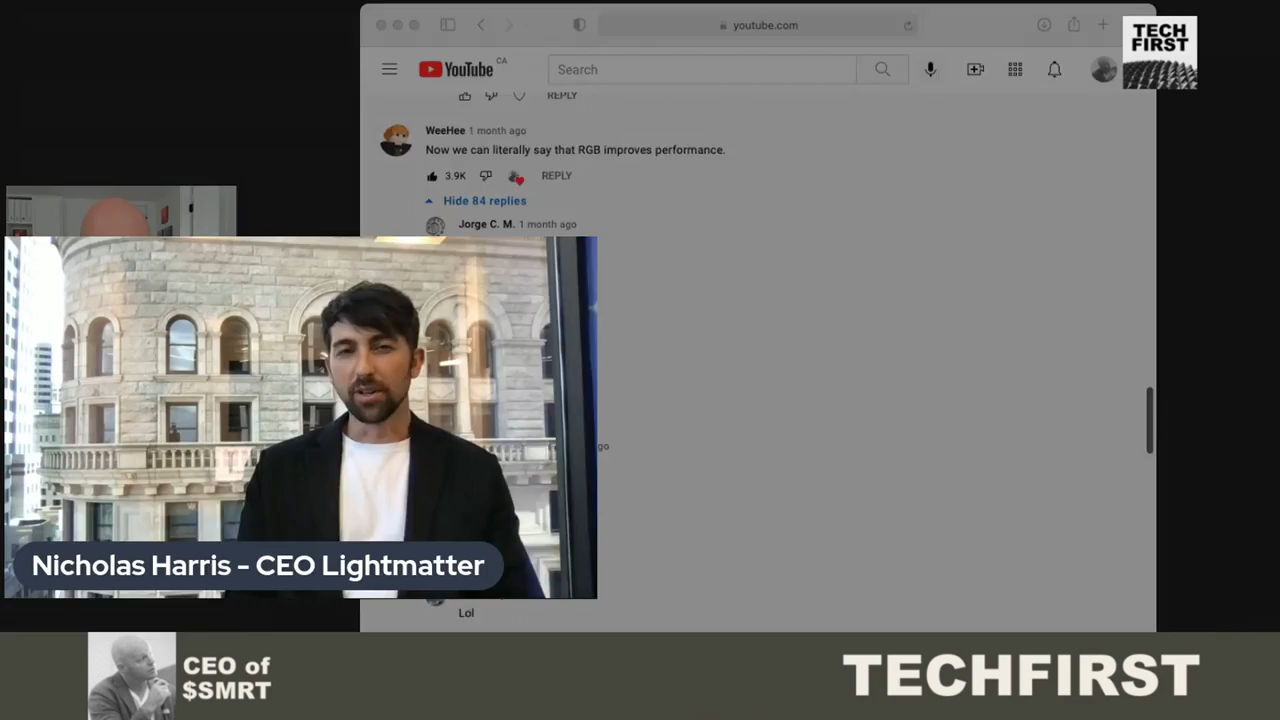 youtube.com
TECH
FIRST
YouTube CA
Search
REPLY
WeeHee 1 month ago
Now we can literally say that RGB improves performance.
3.9K REPLY
Hide 84 replies
Jorge C. M. 1 month ago
go
Nicholas Harris - CEO Lightmatter
Lol
CEO of
$SMRT
TECHFIRST